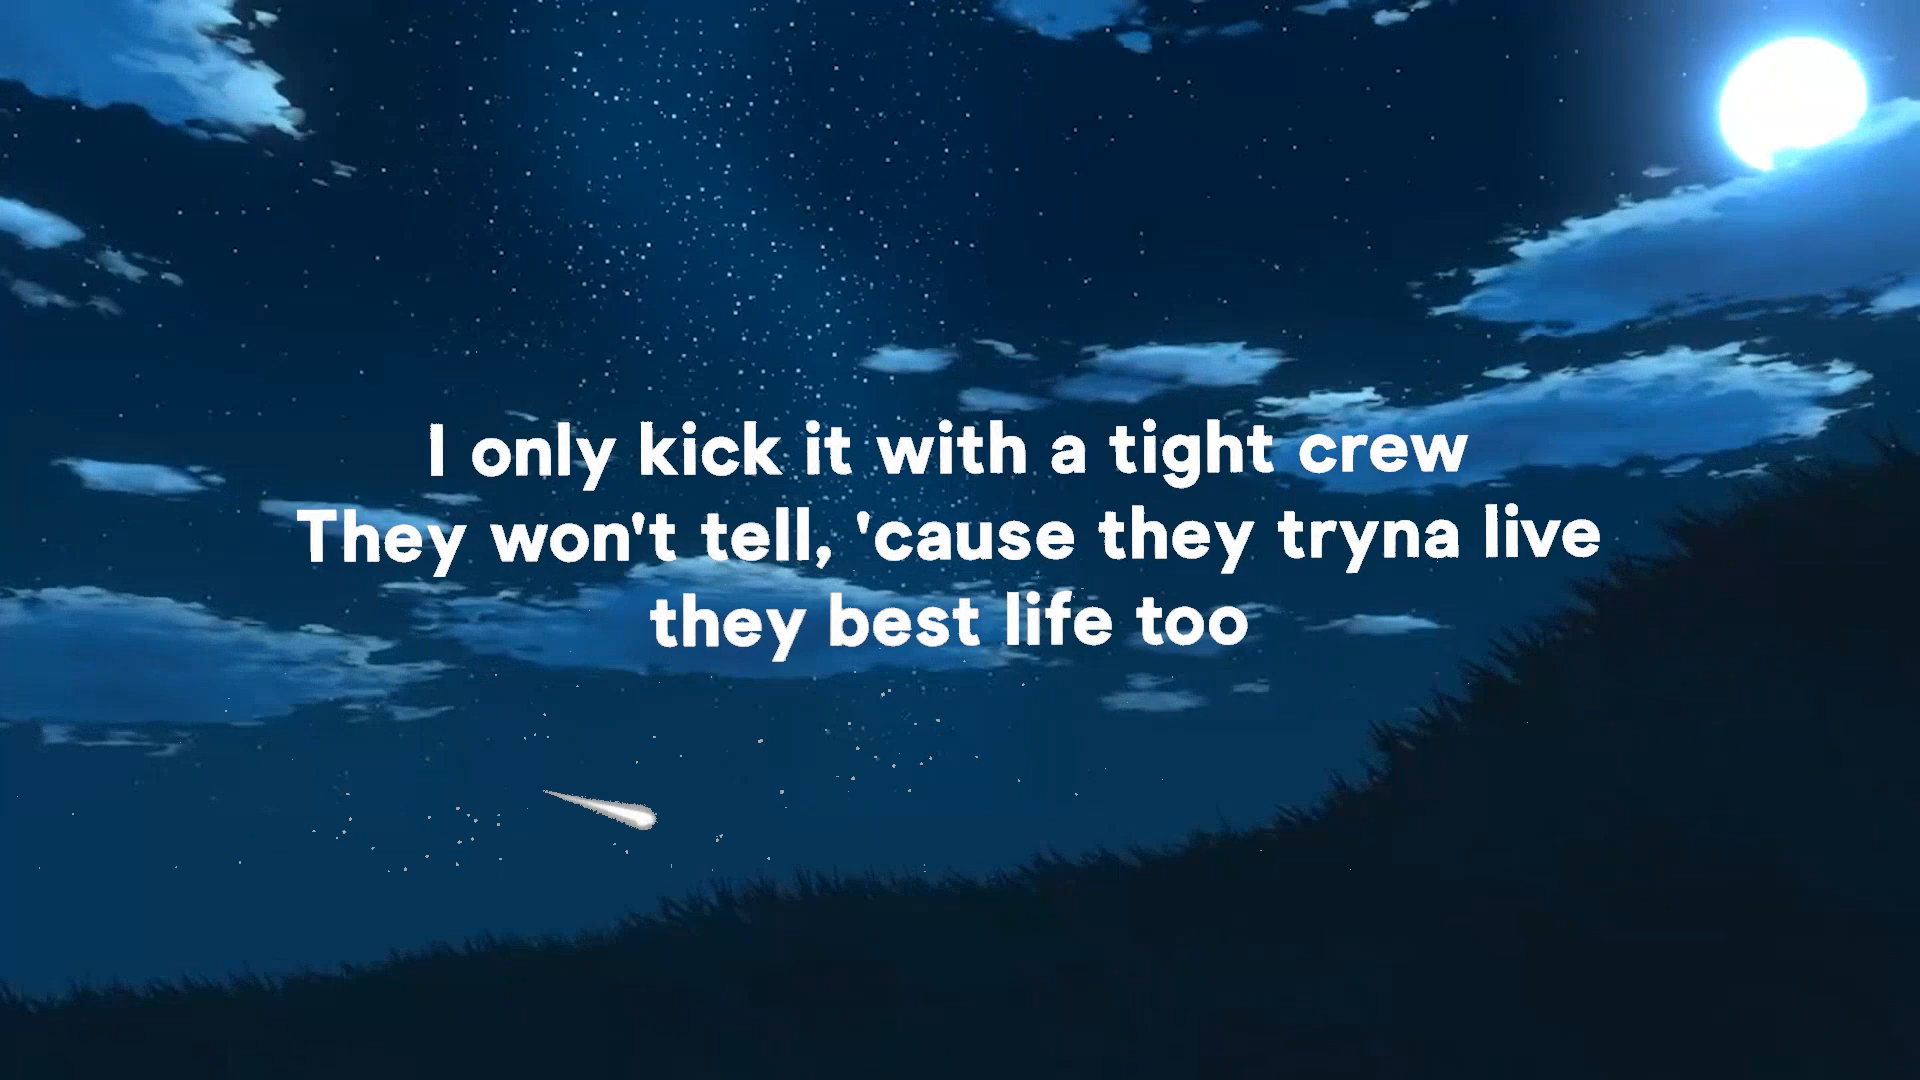 I only kick it with a tight crew
They won't tell, 'cause they tryna live
they best life too